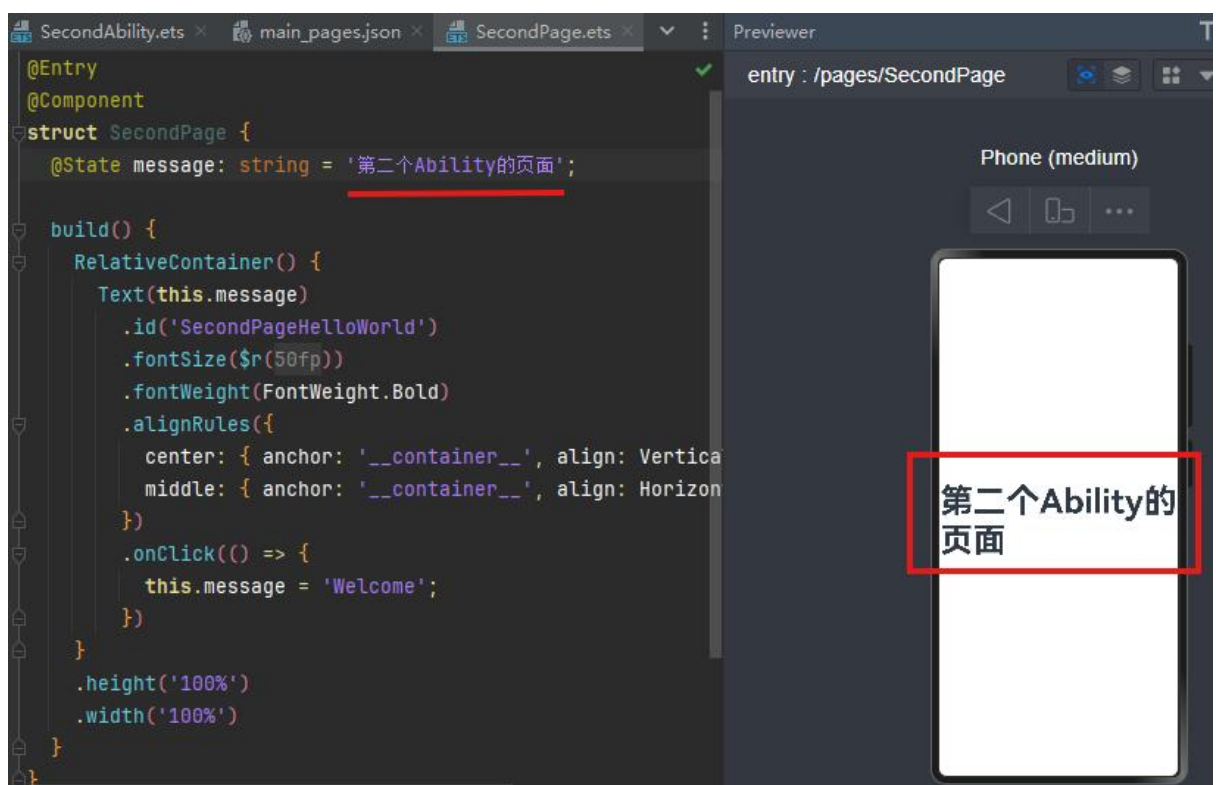 SecondAbility.ets
main_pages.json
SecondPage.ets
Previewer
@Entry
@Component
struct SecondPage {
@State message: string = '第二个Ability的页面';
build() {
RelativeContainer() {
Text(this.message)
.id('SecondPageHelloWorld')
.fontSize($r(50fp))
.fontWeight(FontWeight.Bold)
.alignRules({
center: { anchor: '__container__', align: Vertica
middle: { anchor: '__container__', align: Horizon
})
.onClick(() => {
this.message = 'Welcome';
})
}
.height('100%')
.width('100%')
}
}
entry : /pages/SecondPage
Phone (medium)
第二个Ability的
页面